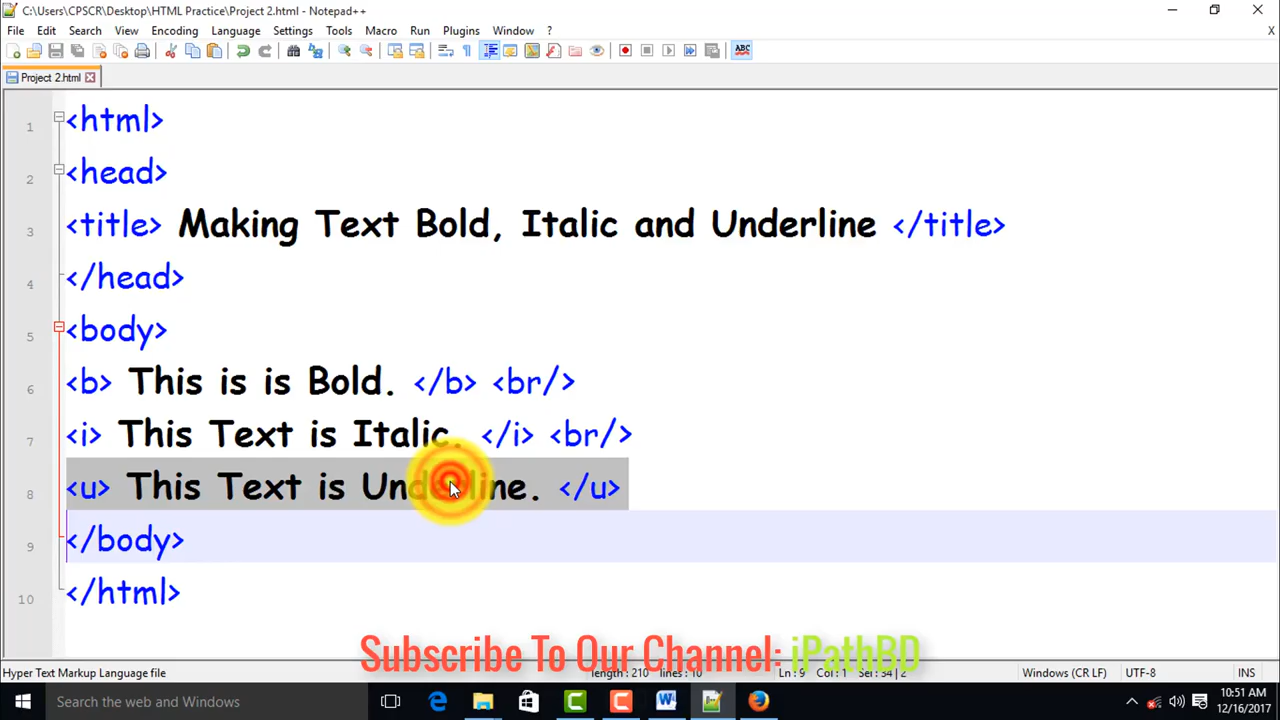 C:\Users\CPSCR\Desktop\HTML Practice\Project 2.html - Notepad++
File Edit Search View Encoding Language Settings Tools Macro Run Plugins Window ? X
ABC
Project 2.html
1 <html>
2 <head>
3 <title> Making Text Bold, Italic and Underline </title>
4 </head>
5 <body>
6 <b> This is is Bold. </b> <br/>
7 <i> This Text is Italic. </i> <br/>
8 <u> This Text is Underline. </u>
9 </body>
10 </html>
Subscribe To Our Channel: iPathBD
Hyper Text Markup Language file length : 210 lines : 10 Ln : 9 Col : 1 Sel : 34 | 2 Windows (CR LF) UTF-8 INS
Search the web and Windows
10:51 AM
12/16/2017